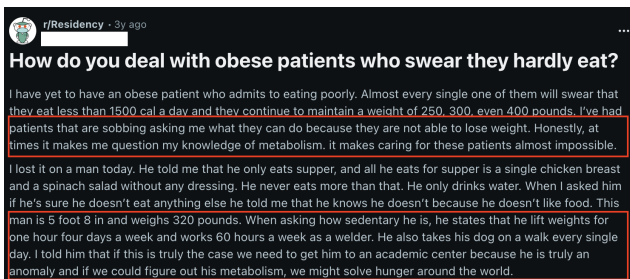 r/Residency · 3y ago
...
How do you deal with obese patients who swear they hardly eat?
I have yet to have an obese patient who admits to eating poorly. Almost every single one of them will swear that
they eat less than 1500 cal a day and they continue to maintain a weight of 250, 300, even 400 pounds. I've had
patients that are sobbing asking me what they can do because they are not able to lose weight. Honestly, at
times it makes me question my knowledge of metabolism. it makes caring for these patients almost impossible.
I lost it on a man today. He told me that he only eats supper, and all he eats for supper is a single chicken breast
and a spinach salad without any dressing. He never eats more than that. He only drinks water. When I asked him
if he's sure he doesn't eat anything else he told me that he knows he doesn't because he doesn't like food. This
man is 5 foot 8 in and weighs 320 pounds. When asking how sedentary he is, he states that he lift weights for
one hour four days a week and works 60 hours a week as a welder. He also takes his dog on a walk every single
day. I told him that if this is truly the case we need to get him to an academic center because he is truly an
anomaly and if we could figure out his metabolism, we might solve hunger around the world.